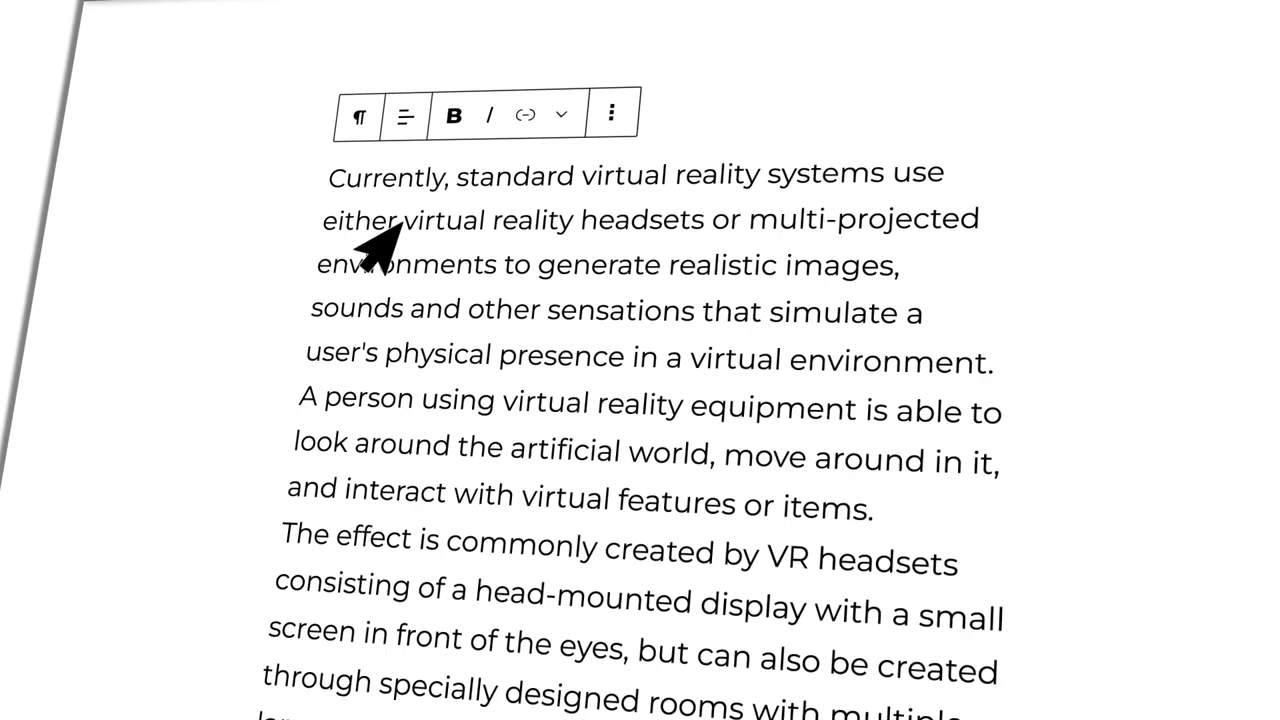 ¶ B /
Currently, standard virtual reality systems use
either virtual reality headsets or multi-projected
environments to generate realistic images,
sounds and other sensations that simulate a
user's physical presence in a virtual environment.
A person using virtual reality equipment is able to
look around the artificial world, move around in it,
and interact with virtual features or items.
The effect is commonly created by VR headsets
consisting of a head-mounted display with a small
screen in front of the eyes, but can also be created
through specially designed rooms with multiple